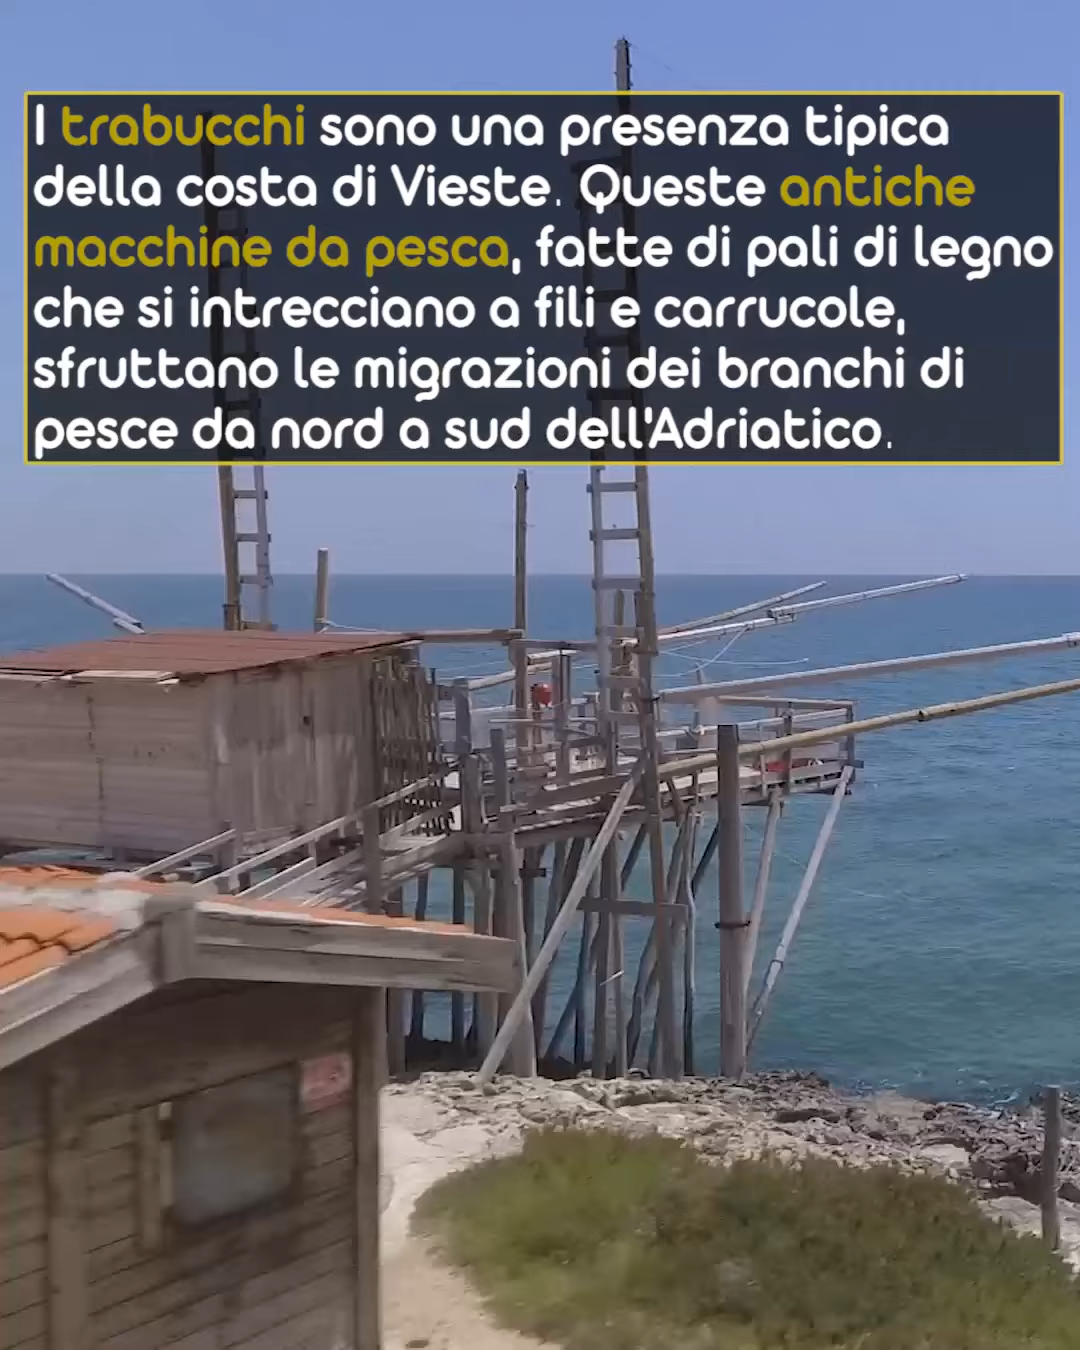 I trabucchi sono una presenza tipica
della costa di Vieste. Queste antiche
macchine da pesca, fatte di pali di legno
che si intrecciano a fili e carrucole,
sfruttano le migrazioni dei branchi di
pesce da nord a sud dell'Adriatico.